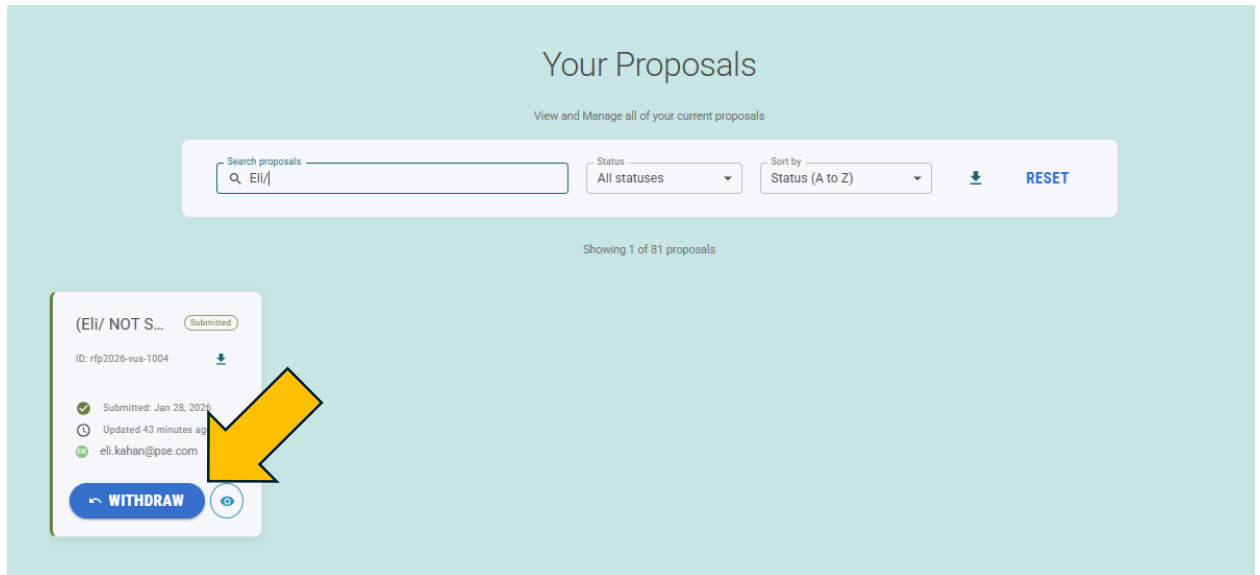 Your Proposals
View and Manage all of your current proposals
Search proposals
Eli/
Status
All statuses
Sort by
Status (A to Z)
RESET
Showing 1 of 81 proposals
(Eli/ NOT S...
Submitted
ID: rfp2026-vus-1004
Submitted: Jan 28, 2026
Updated 43 minutes ag
EK
eli.kahan@pse.com
WITHDRAW